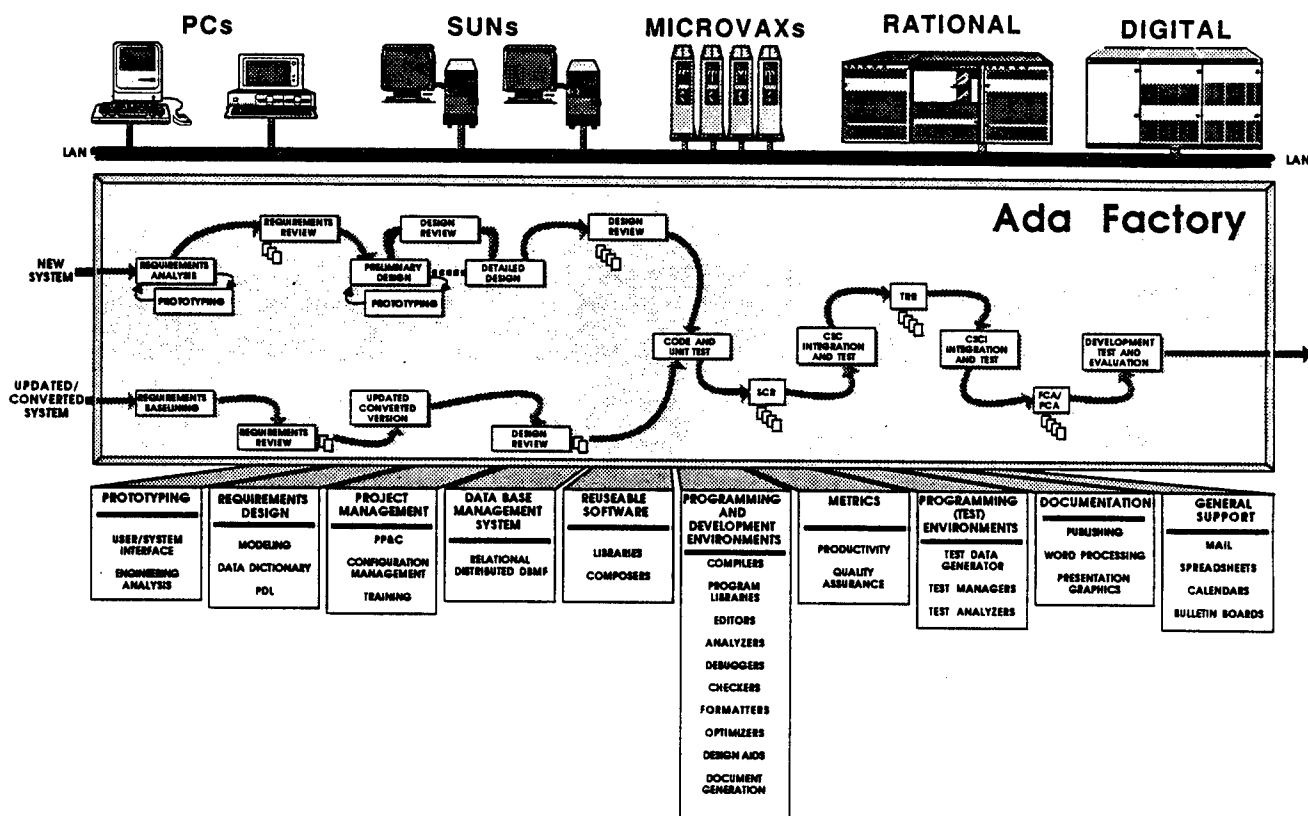 PCs
SUNs
MICROVAXs
RATIONAL
DIGITAL
LAN
LAN
Ada Factory
NEW
SYSTEM
REQUIREMENTS
ANALYSIS
PROTOTYPING
REQUIREMENTS
REVIEW
PRELIMINARY
DESIGN
PROTOTYPING
DESIGN
REVIEW
DETAILED
DESIGN
DESIGN
REVIEW
CODE AND
UNIT TEST
SCR
CSC
INTEGRATION
AND TEST
TRR
CSCI
INTEGRATION
AND TEST
FCA/
PCA
DEVELOPMENT
TEST AND
EVALUATION
UPDATED/
CONVERTED
SYSTEM
REQUIREMENTS
BASELINING
REQUIREMENTS
REVIEW
UPDATED
CONVERTED
VERSION
DESIGN
REVIEW
PROTOTYPING
USER/SYSTEM
INTERFACE
ENGINEERING
ANALYSIS
REQUIREMENTS
DESIGN
MODELING
DATA DICTIONARY
PDL
PROJECT
MANAGEMENT
PP&C
CONFIGURATION
MANAGEMENT
TRAINING
DATA BASE
MANAGEMENT
SYSTEM
RELATIONAL
DISTRIBUTED DBMF
REUSEABLE
SOFTWARE
LIBRARIES
COMPOSERS
PROGRAMMING
AND
DEVELOPMENT
ENVIRONMENTS
COMPILERS
PROGRAM
LIBRARIES
EDITORS
ANALYZERS
DEBUGGERS
CHECKERS
FORMATTERS
OPTIMIZERS
DESIGN AIDS
DOCUMENT
GENERATION
METRICS
PRODUCTIVITY
QUALITY
ASSURANCE
PROGRAMMING
(TEST)
ENVIRONMENTS
TEST DATA
GENERATOR
TEST MANAGERS
TEST ANALYZERS
DOCUMENTATION
PUBLISHING
WORD PROCESSING
PRESENTATION
GRAPHICS
GENERAL
SUPPORT
MAIL
SPREADSHEETS
CALENDARS
BULLETIN BOARDS